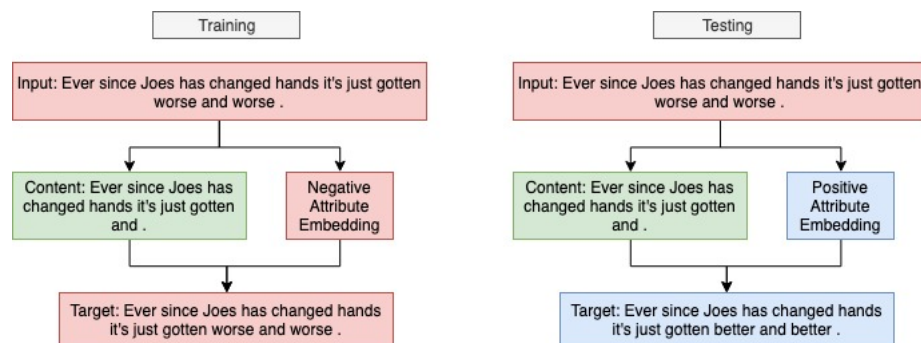 Training
Input: Ever since Joes has changed hands it's just gotten
worse and worse .
Content: Ever since Joes has
changed hands it's just gotten
and .
Negative
Attribute
Embedding
Target: Ever since Joes has changed hands
it's just gotten worse and worse .
Testing
Input: Ever since Joes has changed hands it's just gotten
worse and worse .
Content: Ever since Joes has
changed hands it's just gotten
and .
Positive
Attribute
Embedding
Target: Ever since Joes has changed hands
it's just gotten better and better .